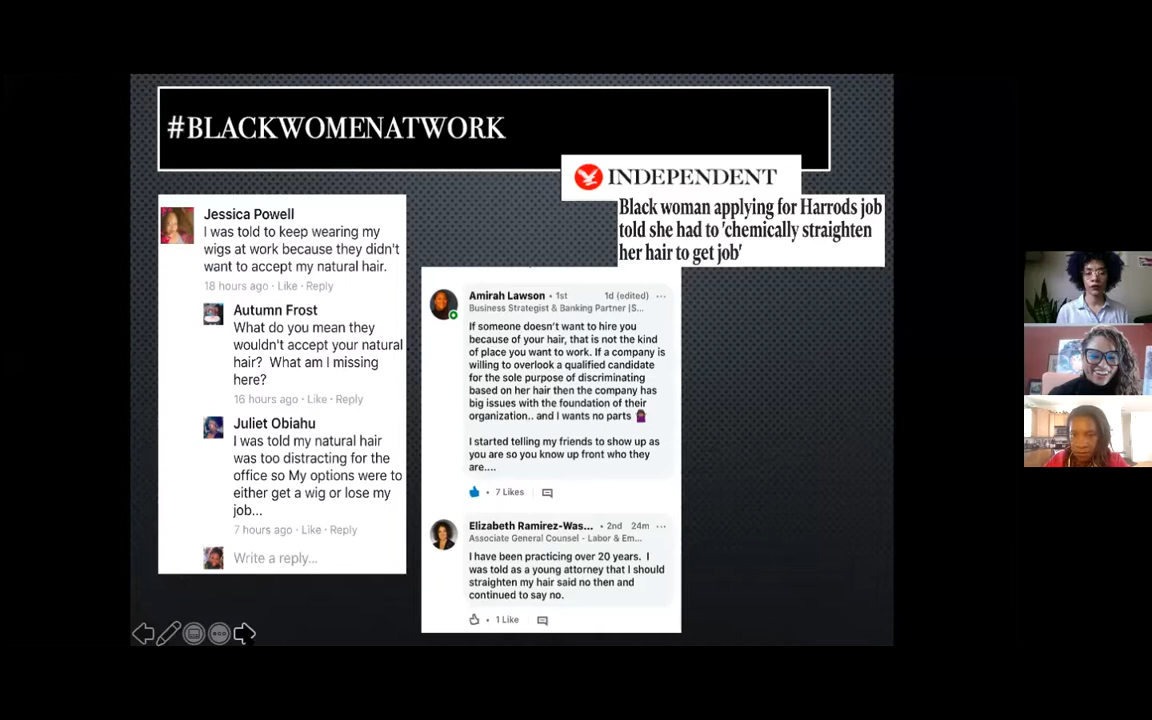 #BLACKWOMENATWORK
INDEPENDENT
Black woman applying for Harrods job
told she had to 'chemically straighten
her hair to get job'
Jessica Powell
I was told to keep wearing my
wigs at work because they didn't
want to accept my natural hair.
18 hours ago · Like · Reply
Autumn Frost
What do you mean they
wouldn't accept your natural
hair? What am I missing
here?
16 hours ago · Like · Reply
Juliet Obiahu
I was told my natural hair
was too distracting for the
office so My options were to
either get a wig or lose my
job...
7 hours ago · Like · Reply
Write a reply...
Amirah Lawson • 1st 1d (edited) ...
Business Strategist & Banking Partner |S...
If someone doesn't want to hire you
because of your hair, that is not the kind
of place you want to work. If a company is
willing to overlook a qualified candidate
for the sole purpose of discriminating
based on her hair then the company has
big issues with the foundation of their
organization.. and I wants no parts
I started telling my friends to show up as
you are so you know up front who they
are....
• 7 Likes
Elizabeth Ramirez-Was... • 2nd 24m ...
Associate General Counsel - Labor & Em...
I have been practicing over 20 years. I
was told as a young attorney that I should
straighten my hair said no then and
continued to say no.
• 1 Like